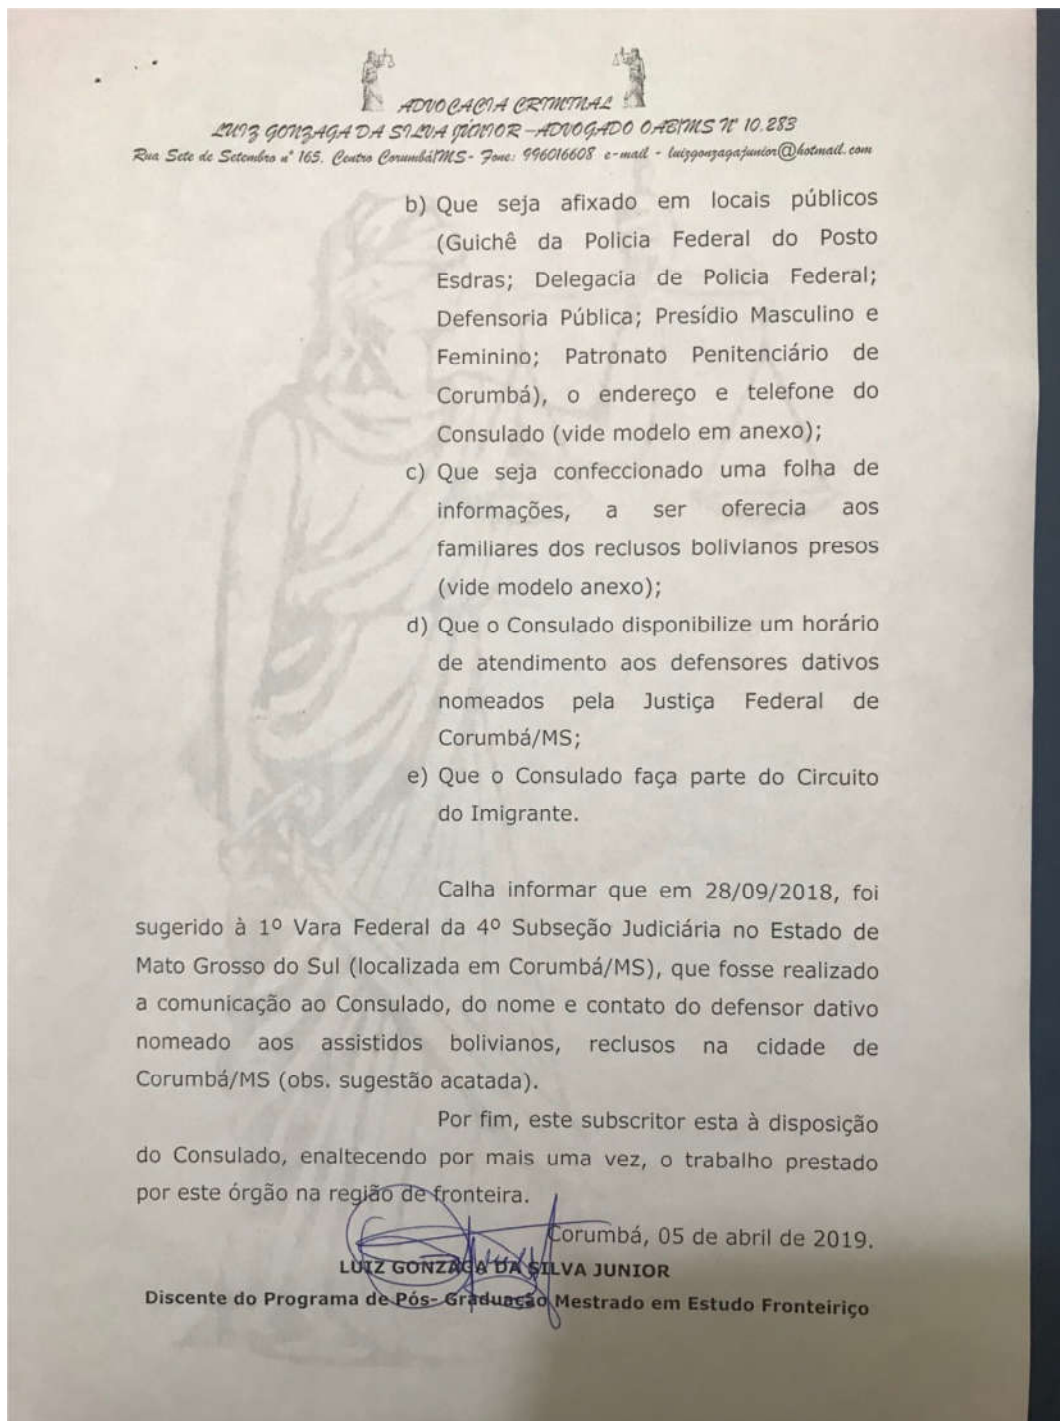 ADVOCACIA CRIMINAL
LUIZ GONZAGA DA SILVA JÚNIOR – ADVOGADO OAB/MS Nº 10.283
Rua Sete de Setembro nº 165, Centro Corumbá/MS- Fone: 996016608 e-mail - luizgonzagajunior@hotmail.com
b) Que seja afixado em locais públicos
(Guichê da Policia Federal do Posto
Esdras; Delegacia de Policia Federal;
Defensoria Pública; Presídio Masculino e
Feminino; Patronato Penitenciário de
Corumbá), o endereço e telefone do
Consulado (vide modelo em anexo);
c) Que seja confeccionado uma folha de
informações, a ser oferecia aos
familiares dos reclusos bolivianos presos
(vide modelo anexo);
d) Que o Consulado disponibilize um horário
de atendimento aos defensores dativos
nomeados pela Justiça Federal de
Corumbá/MS;
e) Que o Consulado faça parte do Circuito
do Imigrante.
Calha informar que em 28/09/2018, foi
sugerido à 1º Vara Federal da 4º Subseção Judiciária no Estado de
Mato Grosso do Sul (localizada em Corumbá/MS), que fosse realizado
a comunicação ao Consulado, do nome e contato do defensor dativo
nomeado aos assistidos bolivianos, reclusos na cidade de
Corumbá/MS (obs. sugestão acatada).
Por fim, este subscritor esta à disposição
do Consulado, enaltecendo por mais uma vez, o trabalho prestado
por este órgão na região de fronteira.
Corumbá, 05 de abril de 2019.
LUIZ GONZAGA DA SILVA JUNIOR
Discente do Programa de Pós- Graduação Mestrado em Estudo Fronteiriço